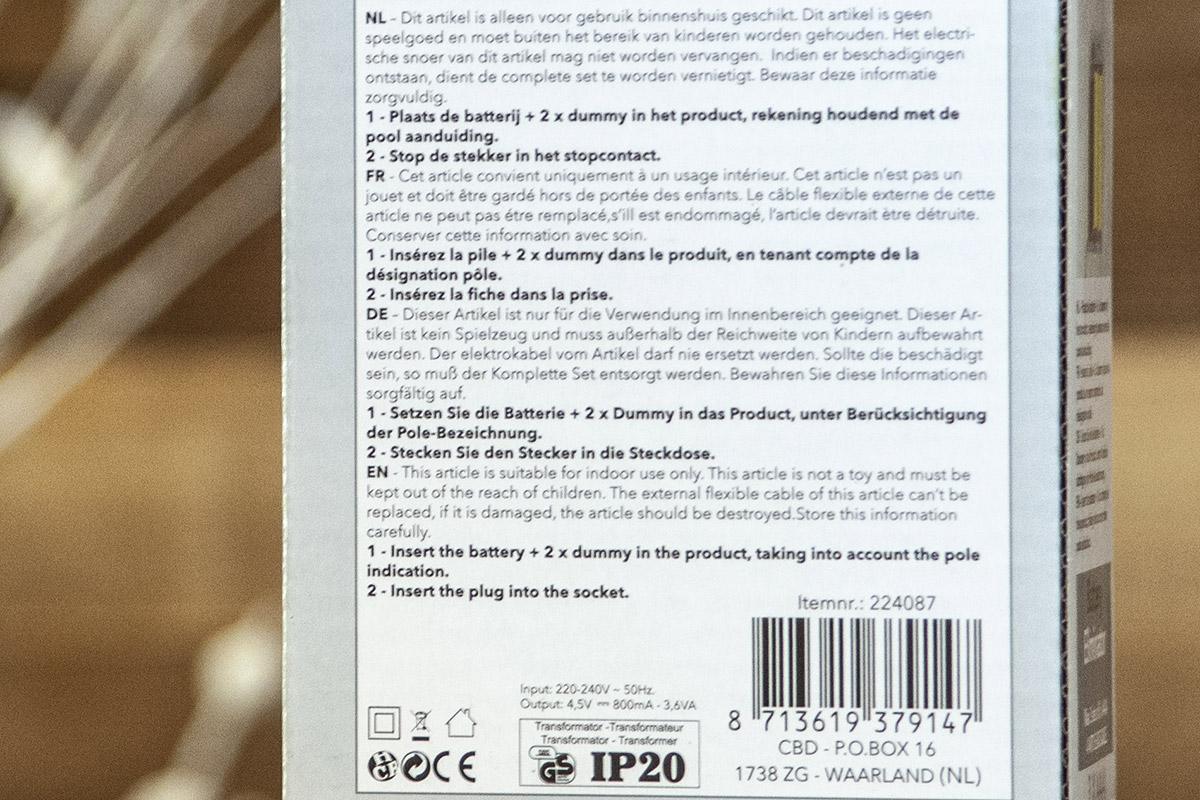 NL - Dit artikel is alleen voor gebruik binnenshuis geschikt. Dit artikel is geen
speelgoed en moet buiten het bereik van kinderen worden gehouden. Het electri-
sche snoer van dit artikel mag niet worden vervangen. Indien er beschadigingen
ontstaan, dient de complete set te worden vernietigt. Bewaar deze informatie
zorgvuldig.
1 - Plaats de batterij + 2 x dummy in het product, rekening houdend met de
pool aanduiding.
2 - Stop de stekker in het stopcontact.
FR - Cet article convient uniquement à un usage intérieur. Cet article n'est pas un
jouet et doit être gardé hors de portée des enfants. Le câble flexible externe de cette
article ne peut pas étre remplacé,s'ill est endommagé, l'article devrait ètre détruite.
Conserver cette information avec soin.
1 - Insérez la pile + 2 x dummy dans le produit, en tenant compte de la
désignation pôle.
2 - Insérez la fiche dans la prise.
DE - Dieser Artikel ist nur für die Verwendung im Innenbereich geeignet. Dieser Ar-
tikel ist kein Spielzeug und muss außerhalb der Reichweite von Kindern aufbewahrt
werden. Der elektrokabel vom Artikel darf nie ersetzt werden. Sollte die beschädigt
sein, so muß der Komplette Set entsorgt werden. Bewahren Sie diese Informationen
sorgfältig auf.
1 - Setzen Sie die Batterie + 2 x Dummy in das Product, unter Berücksichtigung
der Pole-Bezeichnung.
2 - Stecken Sie den Stecker in die Steckdose.
EN - This article is suitable for indoor use only. This article is not a toy and must be
kept out of the reach of children. The external flexible cable of this article can't be
replaced, if it is damaged, the article should be destroyed.Store this information
carefully.
1 - Insert the battery + 2 x dummy in the product, taking into account the pole
indication.
2 - Insert the plug into the socket.
Itemnr.: 224087
Input: 220-240V ~ 50Hz.
Output: 4,5V ⎓ 800mA - 3,6VA
8 713619 379147
Transformator -Transformateur
Transformator - Transformer
GS IP20
CE
CBD - P.O.BOX 16
1738 ZG - WAARLAND (NL)